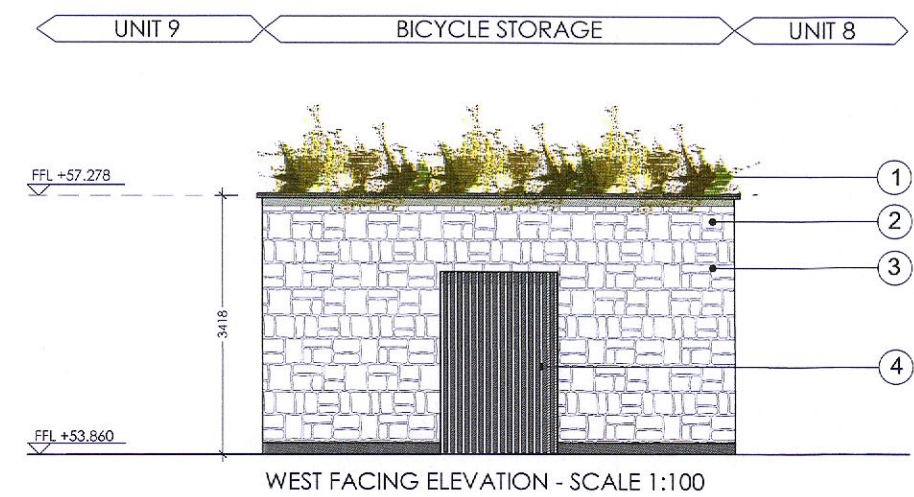 UNIT 9 BICYCLE STORAGE UNIT 8
FFL +57.278
1
2
3
3418
4
FFL +53.860
WEST FACING ELEVATION - SCALE 1:100